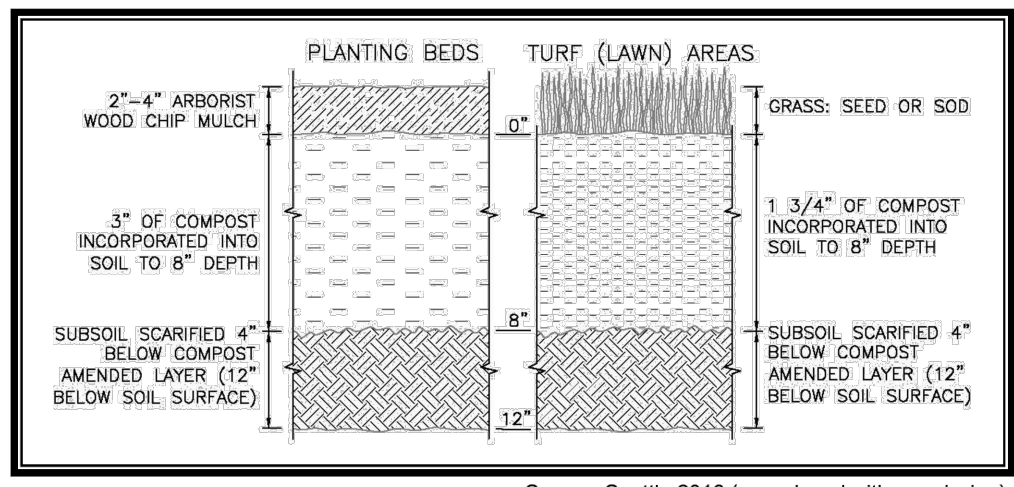 PLANTING BEDS
TURF (LAWN) AREAS
2"-4" ARBORIST
WOOD CHIP MULCH
0"
GRASS: SEED OR SOD
3" OF COMPOST
INCORPORATED INTO
SOIL TO 8" DEPTH
1 3/4" OF COMPOST
INCORPORATED INTO
SOIL TO 8" DEPTH
8"
SUBSOIL SCARIFIED 4"
BELOW COMPOST
AMENDED LAYER (12"
BELOW SOIL SURFACE)
SUBSOIL SCARIFIED 4"
BELOW COMPOST
AMENDED LAYER (12"
BELOW SOIL SURFACE)
12"